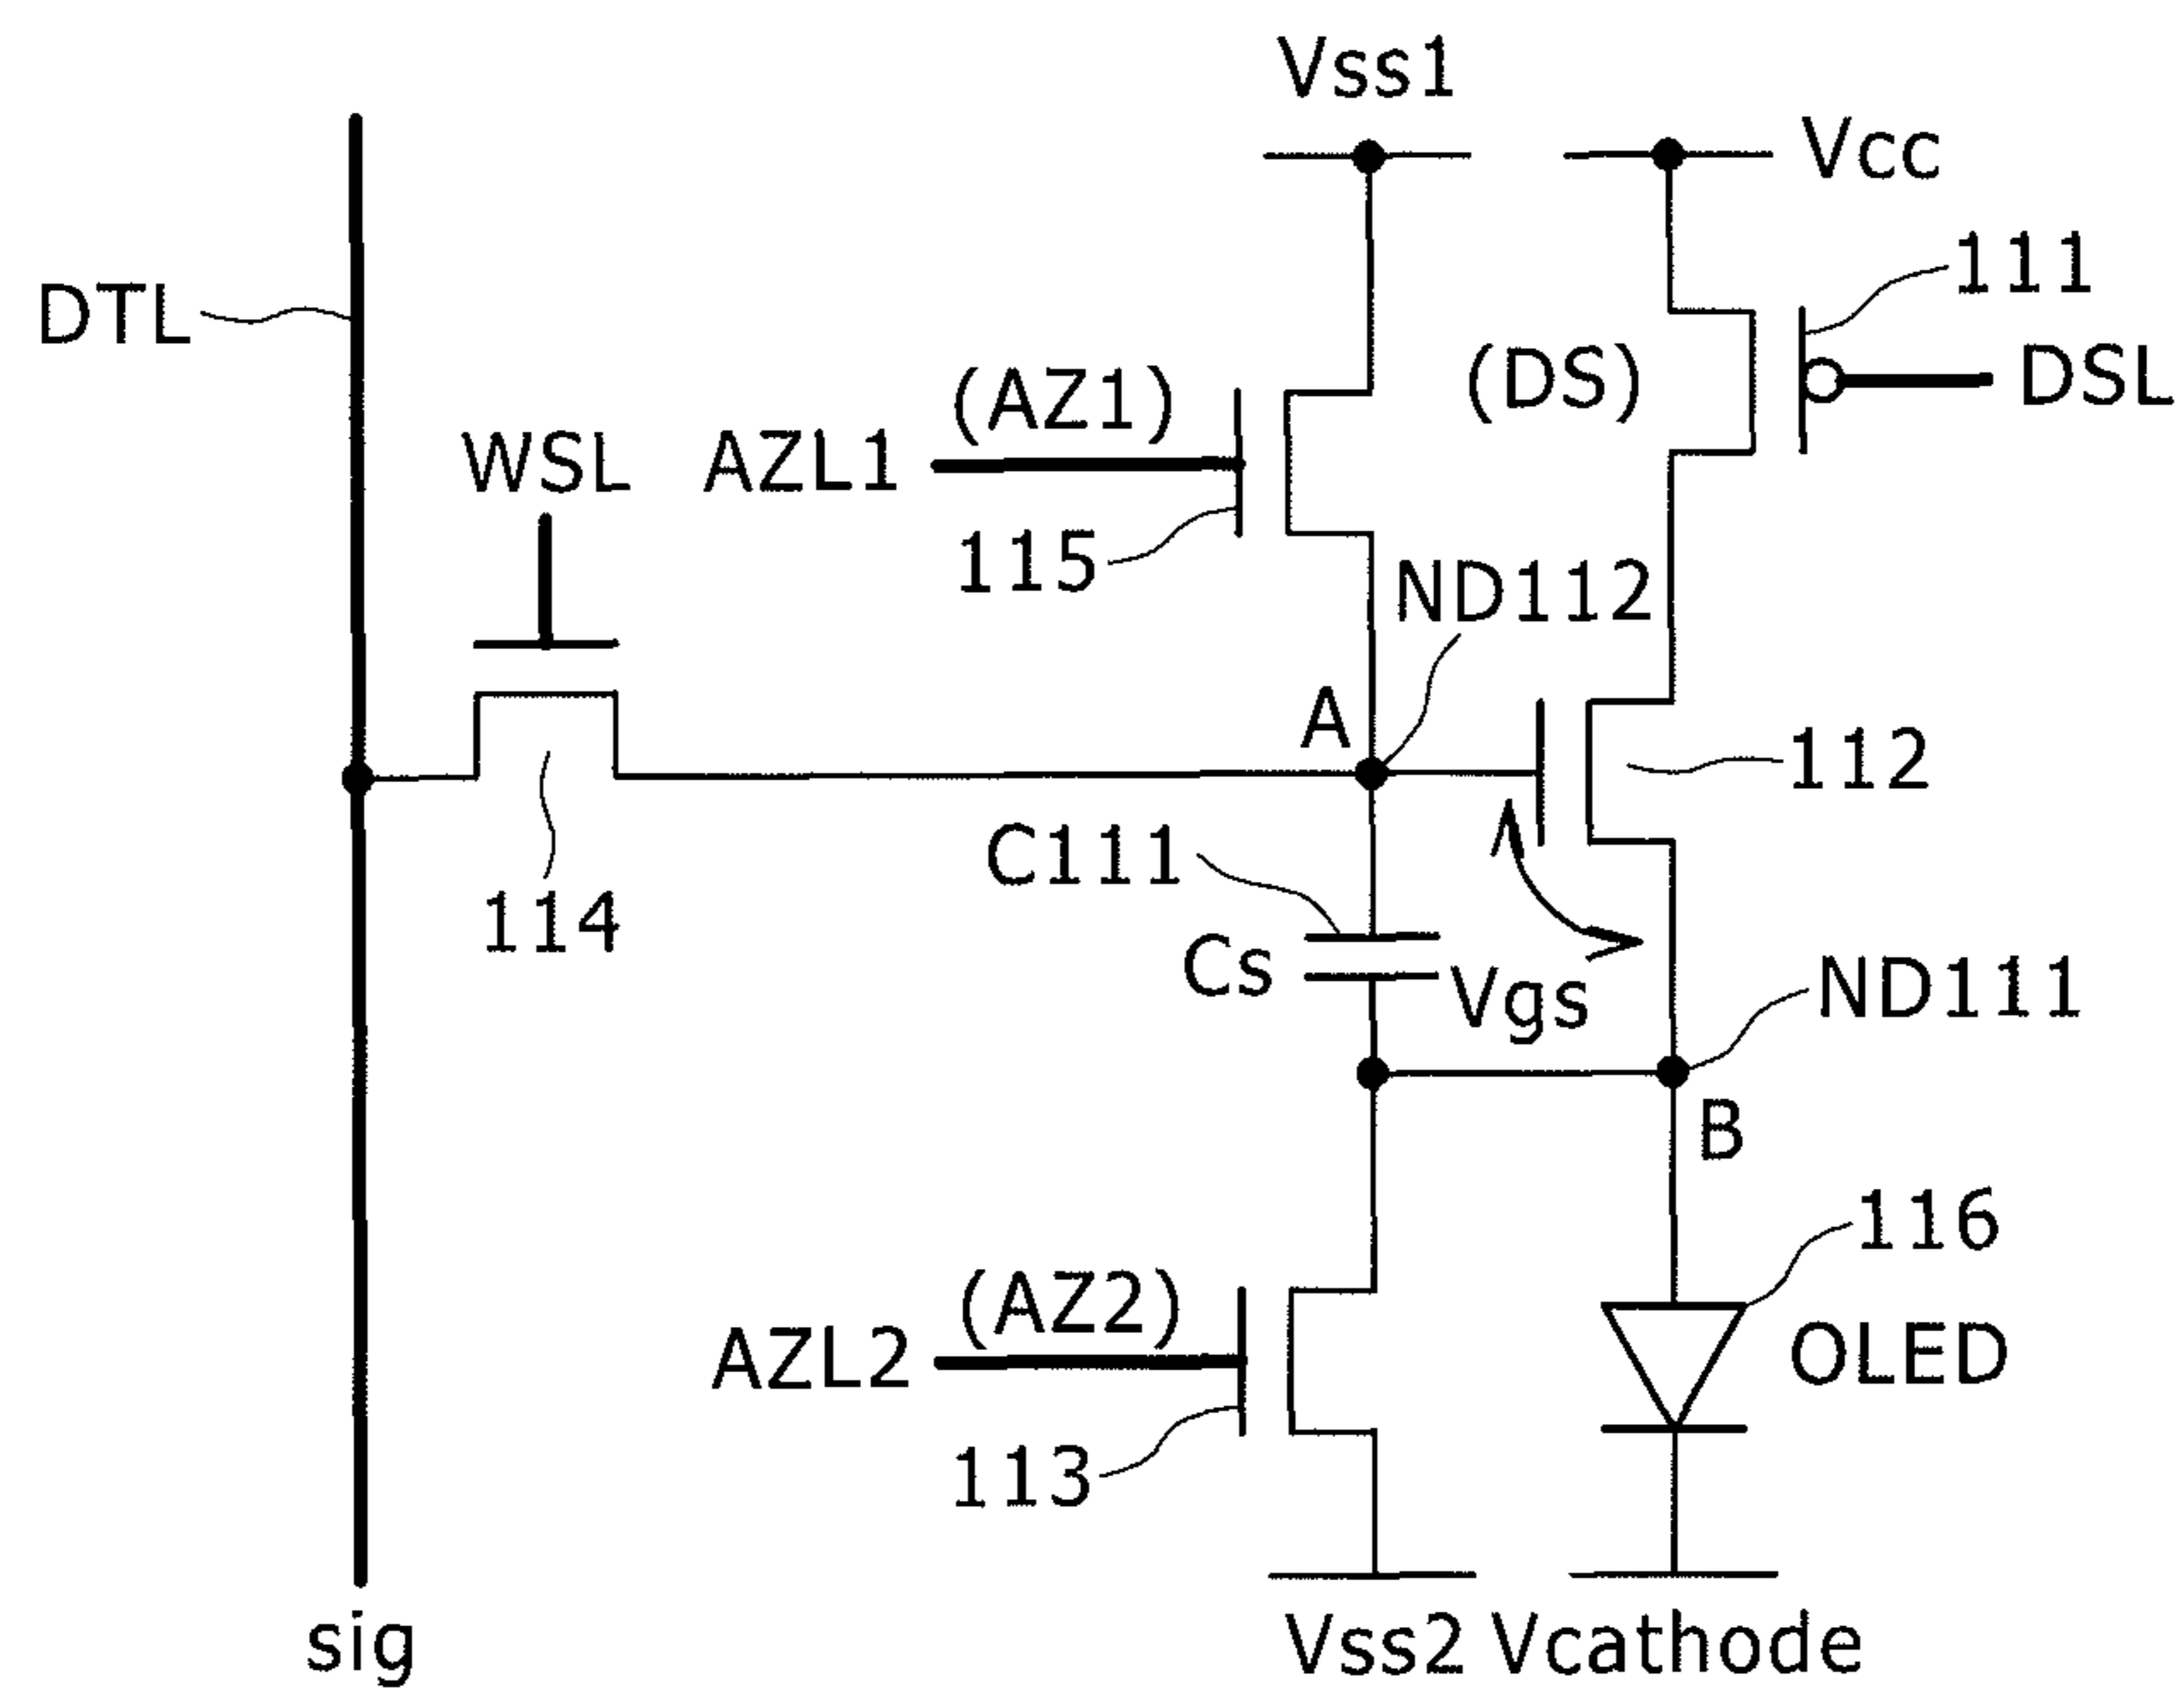 Vss1
Vcc
111
DTL
(DS)
DSL
(AZ1)
WSL
AZL1
115
ND112
A
112
C111
114
Cs
Vgs
ND111
B
116
(AZ2)
OLED
AZL2
113
sig
Vss2
Vcathode